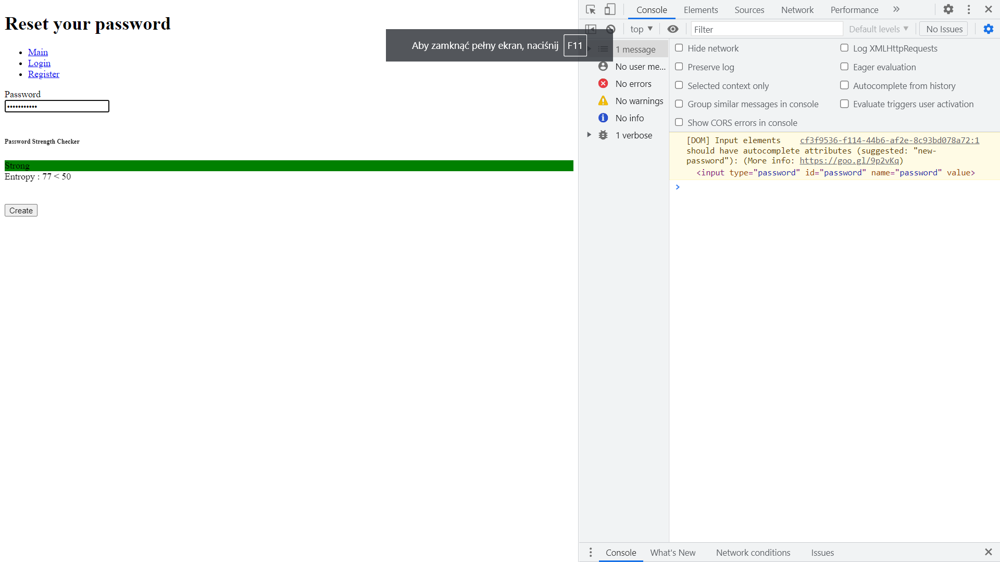 Reset your password
Main
Login
Register
Password
•••••••••••
Password Strength Checker
Strong
Entropy : 77 < 50
Create
Aby zamknąć pełny ekran, naciśnij F11
Console Elements Sources Network Performance
top ▼ Filter Default levels ▼ No Issues
1 message
No user me...
No errors
No warnings
No info
1 verbose
Hide network
Log XMLHttpRequests
Preserve log
Eager evaluation
Selected context only
Autocomplete from history
Group similar messages in console
Evaluate triggers user activation
Show CORS errors in console
[DOM] Input elements cf3f9536-f114-44b6-af2e-8c93bd078a72:1
should have autocomplete attributes (suggested: "new-
password"): (More info: https://goo.gl/9p2vKq)
<input type="password" id="password" name="password" value>
Console What's New Network conditions Issues